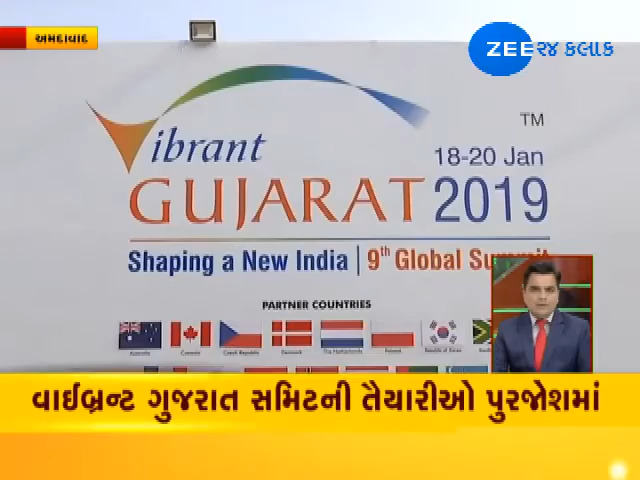 અમદાવાદ
ZEE ૨૪ કલાક
Vibrant
TM
18-20 Jan
GUJARAT 2019
Shaping a New India | 9th Global Summit
PARTNER COUNTRIES
Australia Canada Czech Republic Denmark The Netherlands Poland Republic of Korea
વાઈબ્રન્ટ ગુજરાત સમિટની તૈયારીઓ પુરજોશમાં